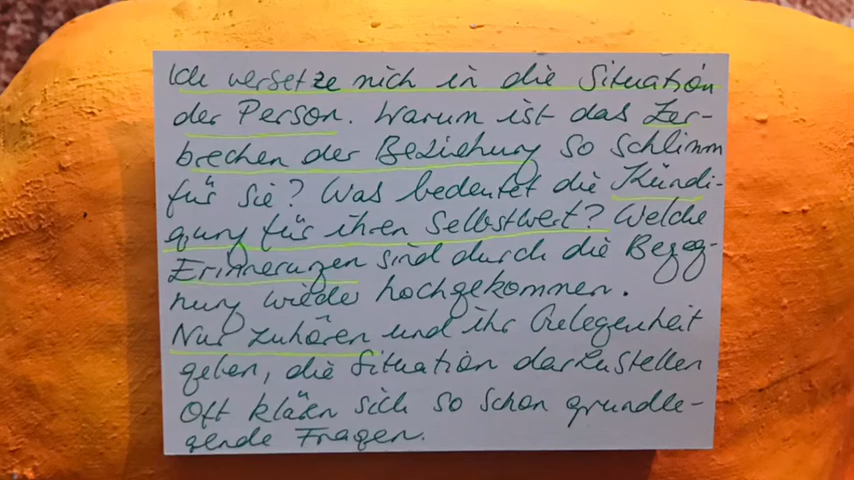 Ich versetze mich in die Situation
der Person. Warum ist das Zer-
brechen der Beziehung so schlimm
für sie? Was bedeutet die Kündi-
gung für ihren Selbstwert? Welche
Erinnerungen sind durch die Begeg-
nung wieder hochgekommen.
Nur zuhören und ihr Gelegenheit
geben, die Situation darzustellen
Oft klären sich so schon grundle-
gende Fragen.